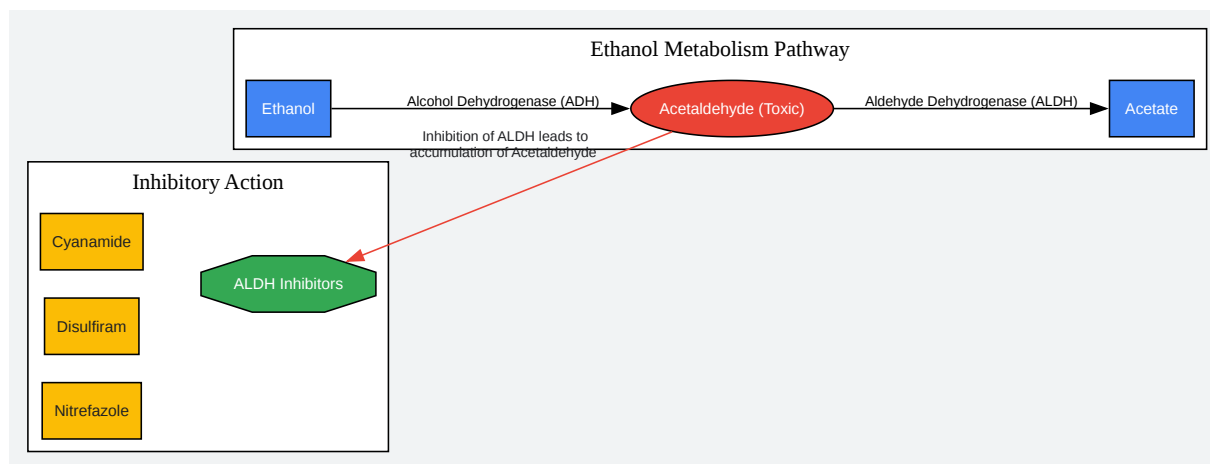 Ethanol Metabolism Pathway
Ethanol
Alcohol Dehydrogenase (ADH)
Acetaldehyde (Toxic)
Aldehyde Dehydrogenase (ALDH)
Acetate
Inhibition of ALDH leads to
accumulation of Acetaldehyde
Inhibitory Action
Cyanamide
ALDH Inhibitors
Disulfiram
Nitrefazole